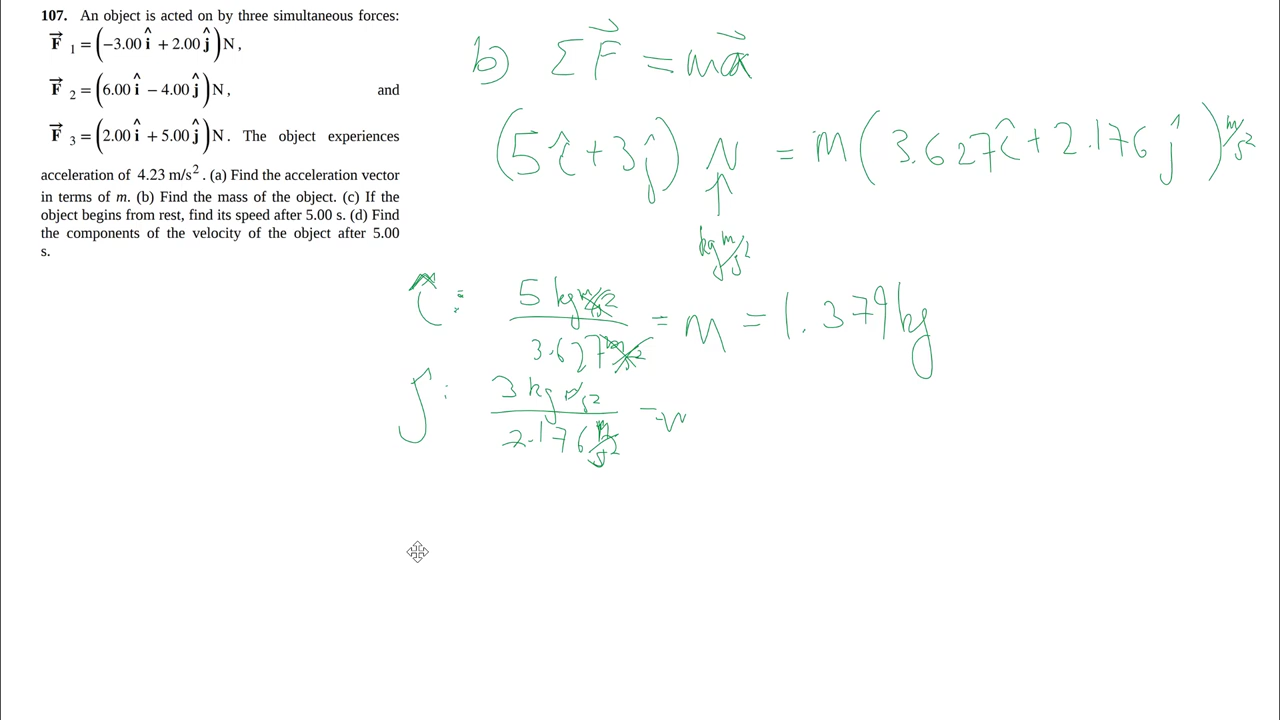 107. An object is acted on by three simultaneous forces:
F⃗ 1 = (−3.00 î + 2.00 ĵ) N,
F⃗ 2 = (6.00 î − 4.00 ĵ) N, and
F⃗ 3 = (2.00 î + 5.00 ĵ) N. The object experiences
acceleration of 4.23 m/s². (a) Find the acceleration vector
in terms of m. (b) Find the mass of the object. (c) If the
object begins from rest, find its speed after 5.00 s. (d) Find
the components of the velocity of the object after 5.00
s.
b) ΣF⃗ = ma⃗
(5î + 3ĵ) N = m(3.627î + 2.176ĵ) m/s²
↑
kg m/s²
î: 5 kg m/s² / 3.627 m/s² = m = 1.379 kg
ĵ: 3 kg m/s² / 2.176 m/s² =